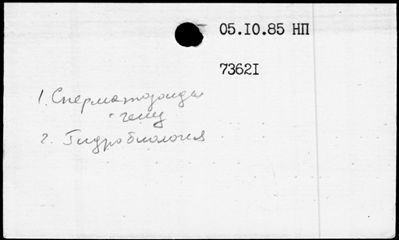 05.10.85 НП
73621
1. Сперматозоиды
2. Гидробиология